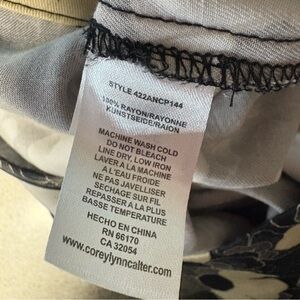 STYLE 422ANCP144
100% RAYON/RAYONNE
KUNSTSEIDE/RAION
MACHINE WASH COLD
DO NOT BLEACH
LINE DRY, LOW IRON
LAVER A LA MACHINE
A L'EAU FROIDE
NE PAS JAVELLISER
SECHAGE SUR FIL
REPASSER A LA PLUS
BASSE TEMPERATURE
HECHO EN CHINA
RN 66170
CA 32054
www.coreylynncalter.com